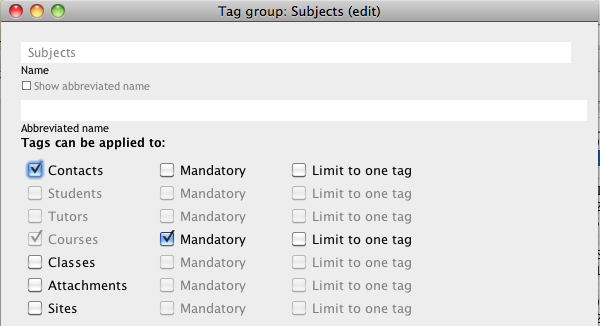 Tag group: Subjects (edit)
Subjects
Name
Show abbreviated name
Abbreviated name
Tags can be applied to:
Contacts Mandatory Limit to one tag
Students Mandatory Limit to one tag
Tutors Mandatory Limit to one tag
Courses Mandatory Limit to one tag
Classes Mandatory Limit to one tag
Attachments Mandatory Limit to one tag
Sites Mandatory Limit to one tag